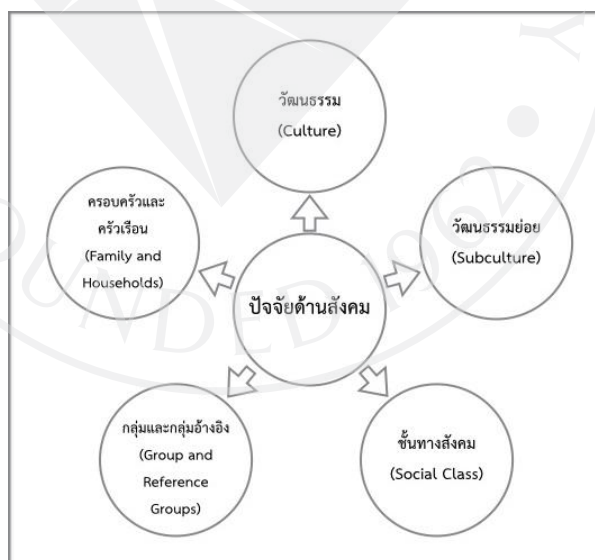 วัฒนธรรม
(Culture)
ครอบครัวและ
ครัวเรือน
(Family and
Households)
วัฒนธรรมย่อย
(Subculture)
ปัจจัยด้านสังคม
กลุ่มและกลุ่มอ้างอิง
(Group and
Reference
Groups)
ชั้นทางสังคม
(Social Class)
OUNDED 1962
Y